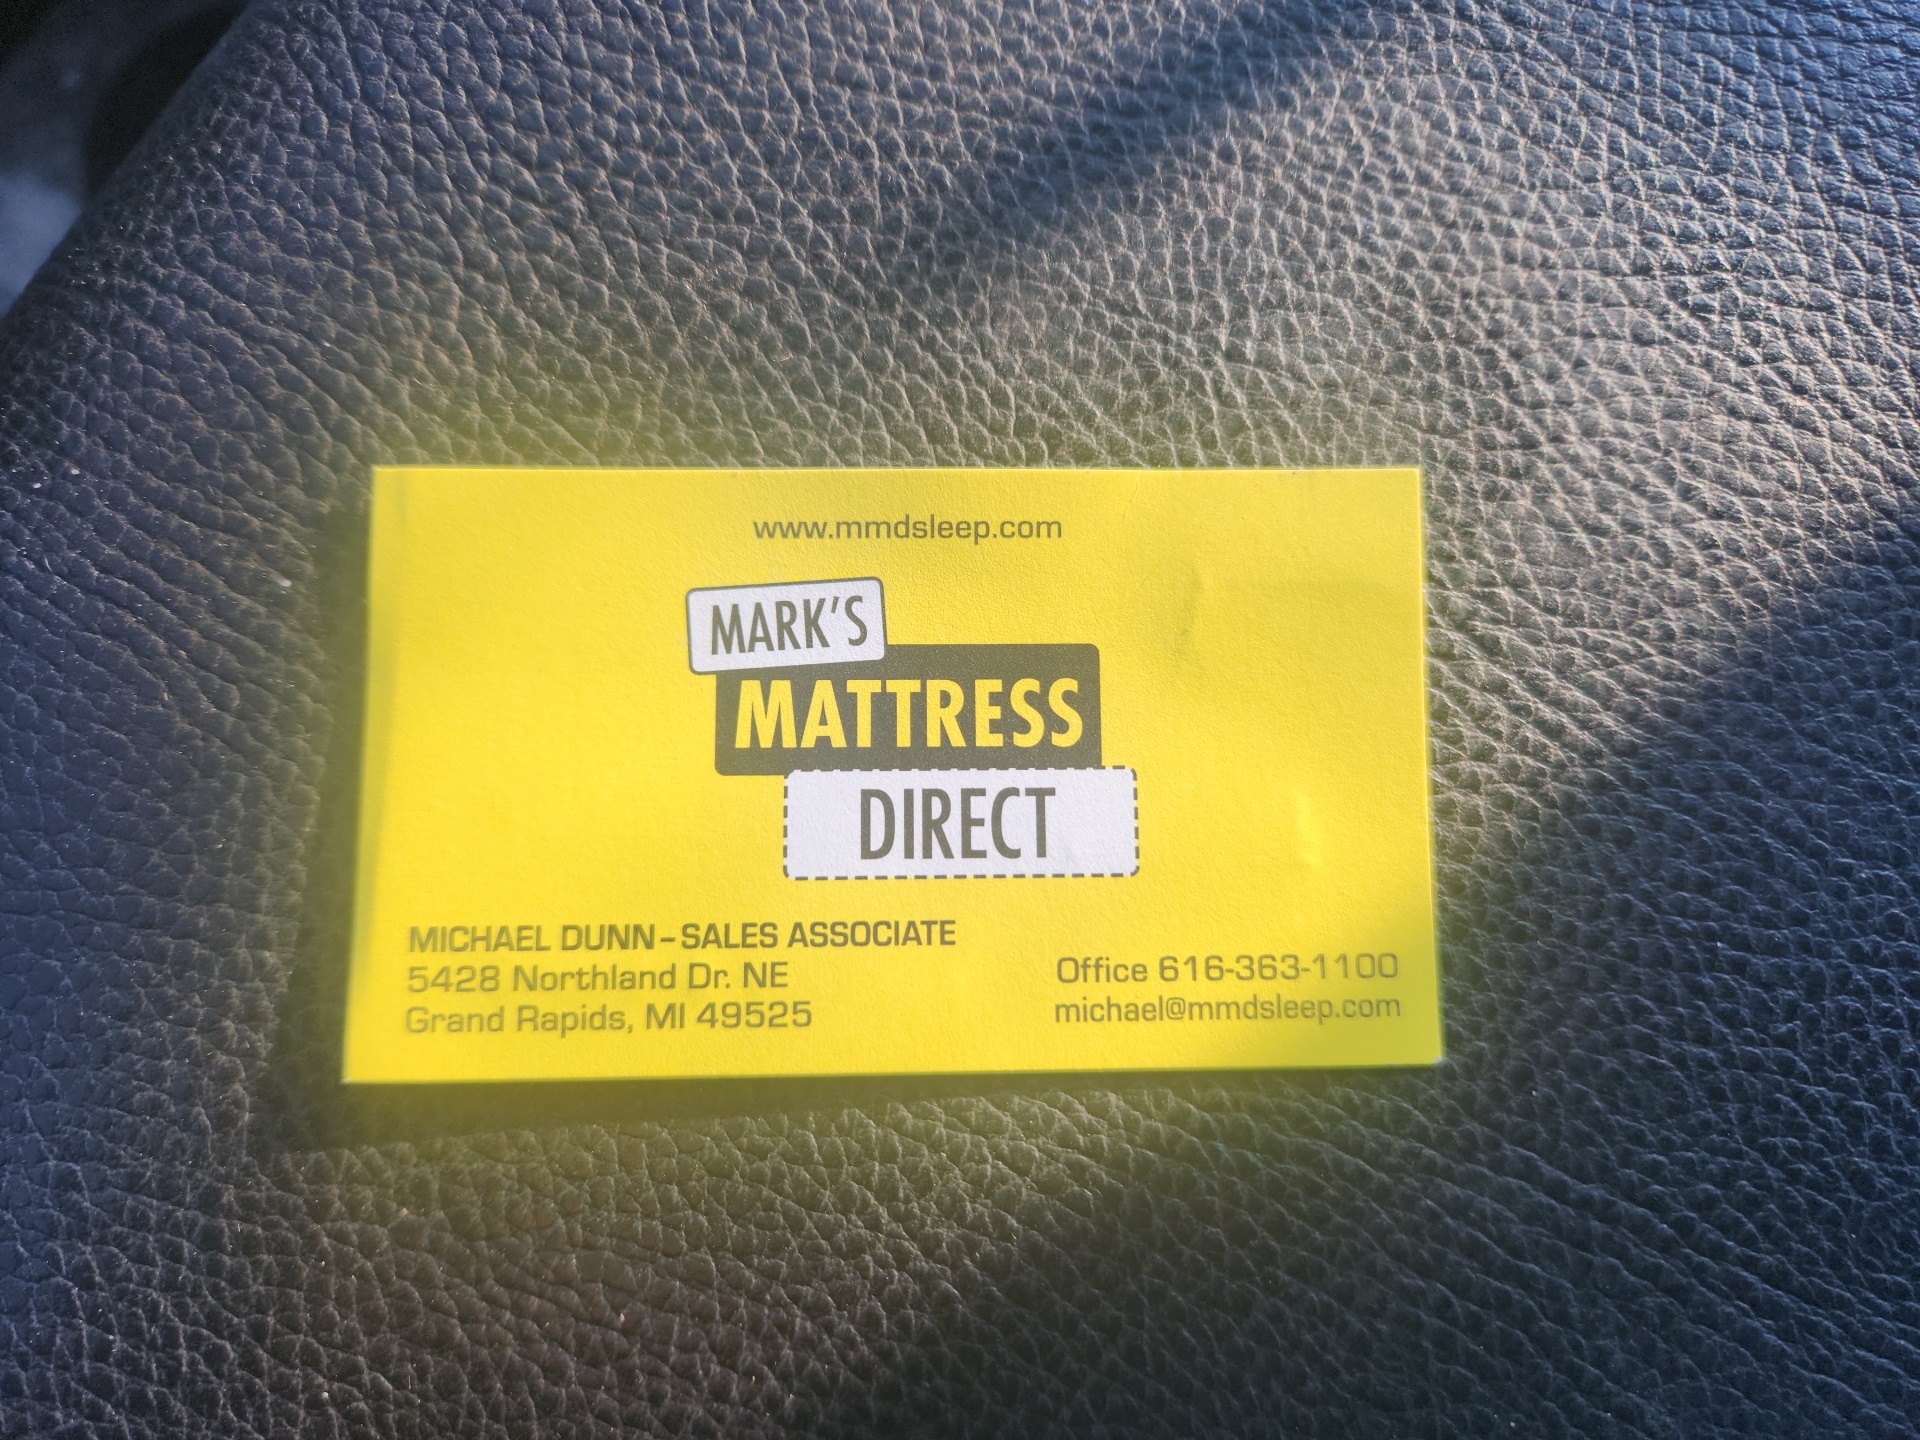 www.mmdsleep.com
MARK'S
MATTRESS
DIRECT
MICHAEL DUNN-SALES ASSOCIATE
5428 Northland Dr. NE
Grand Rapids, MI 49525
Office 616-363-1100
michael@mmdsleep.com